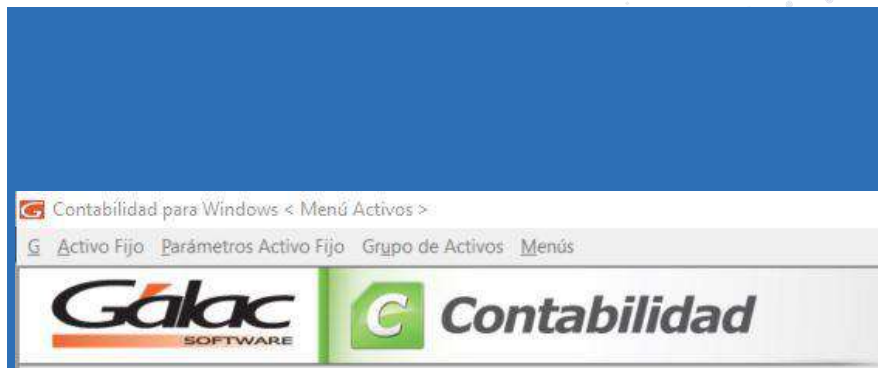 G Contabilidad para Windows < Menú Activos >
G Activo Fijo Parámetros Activo Fijo Grupo de Activos Menús
Gálac SOFTWARE C Contabilidad